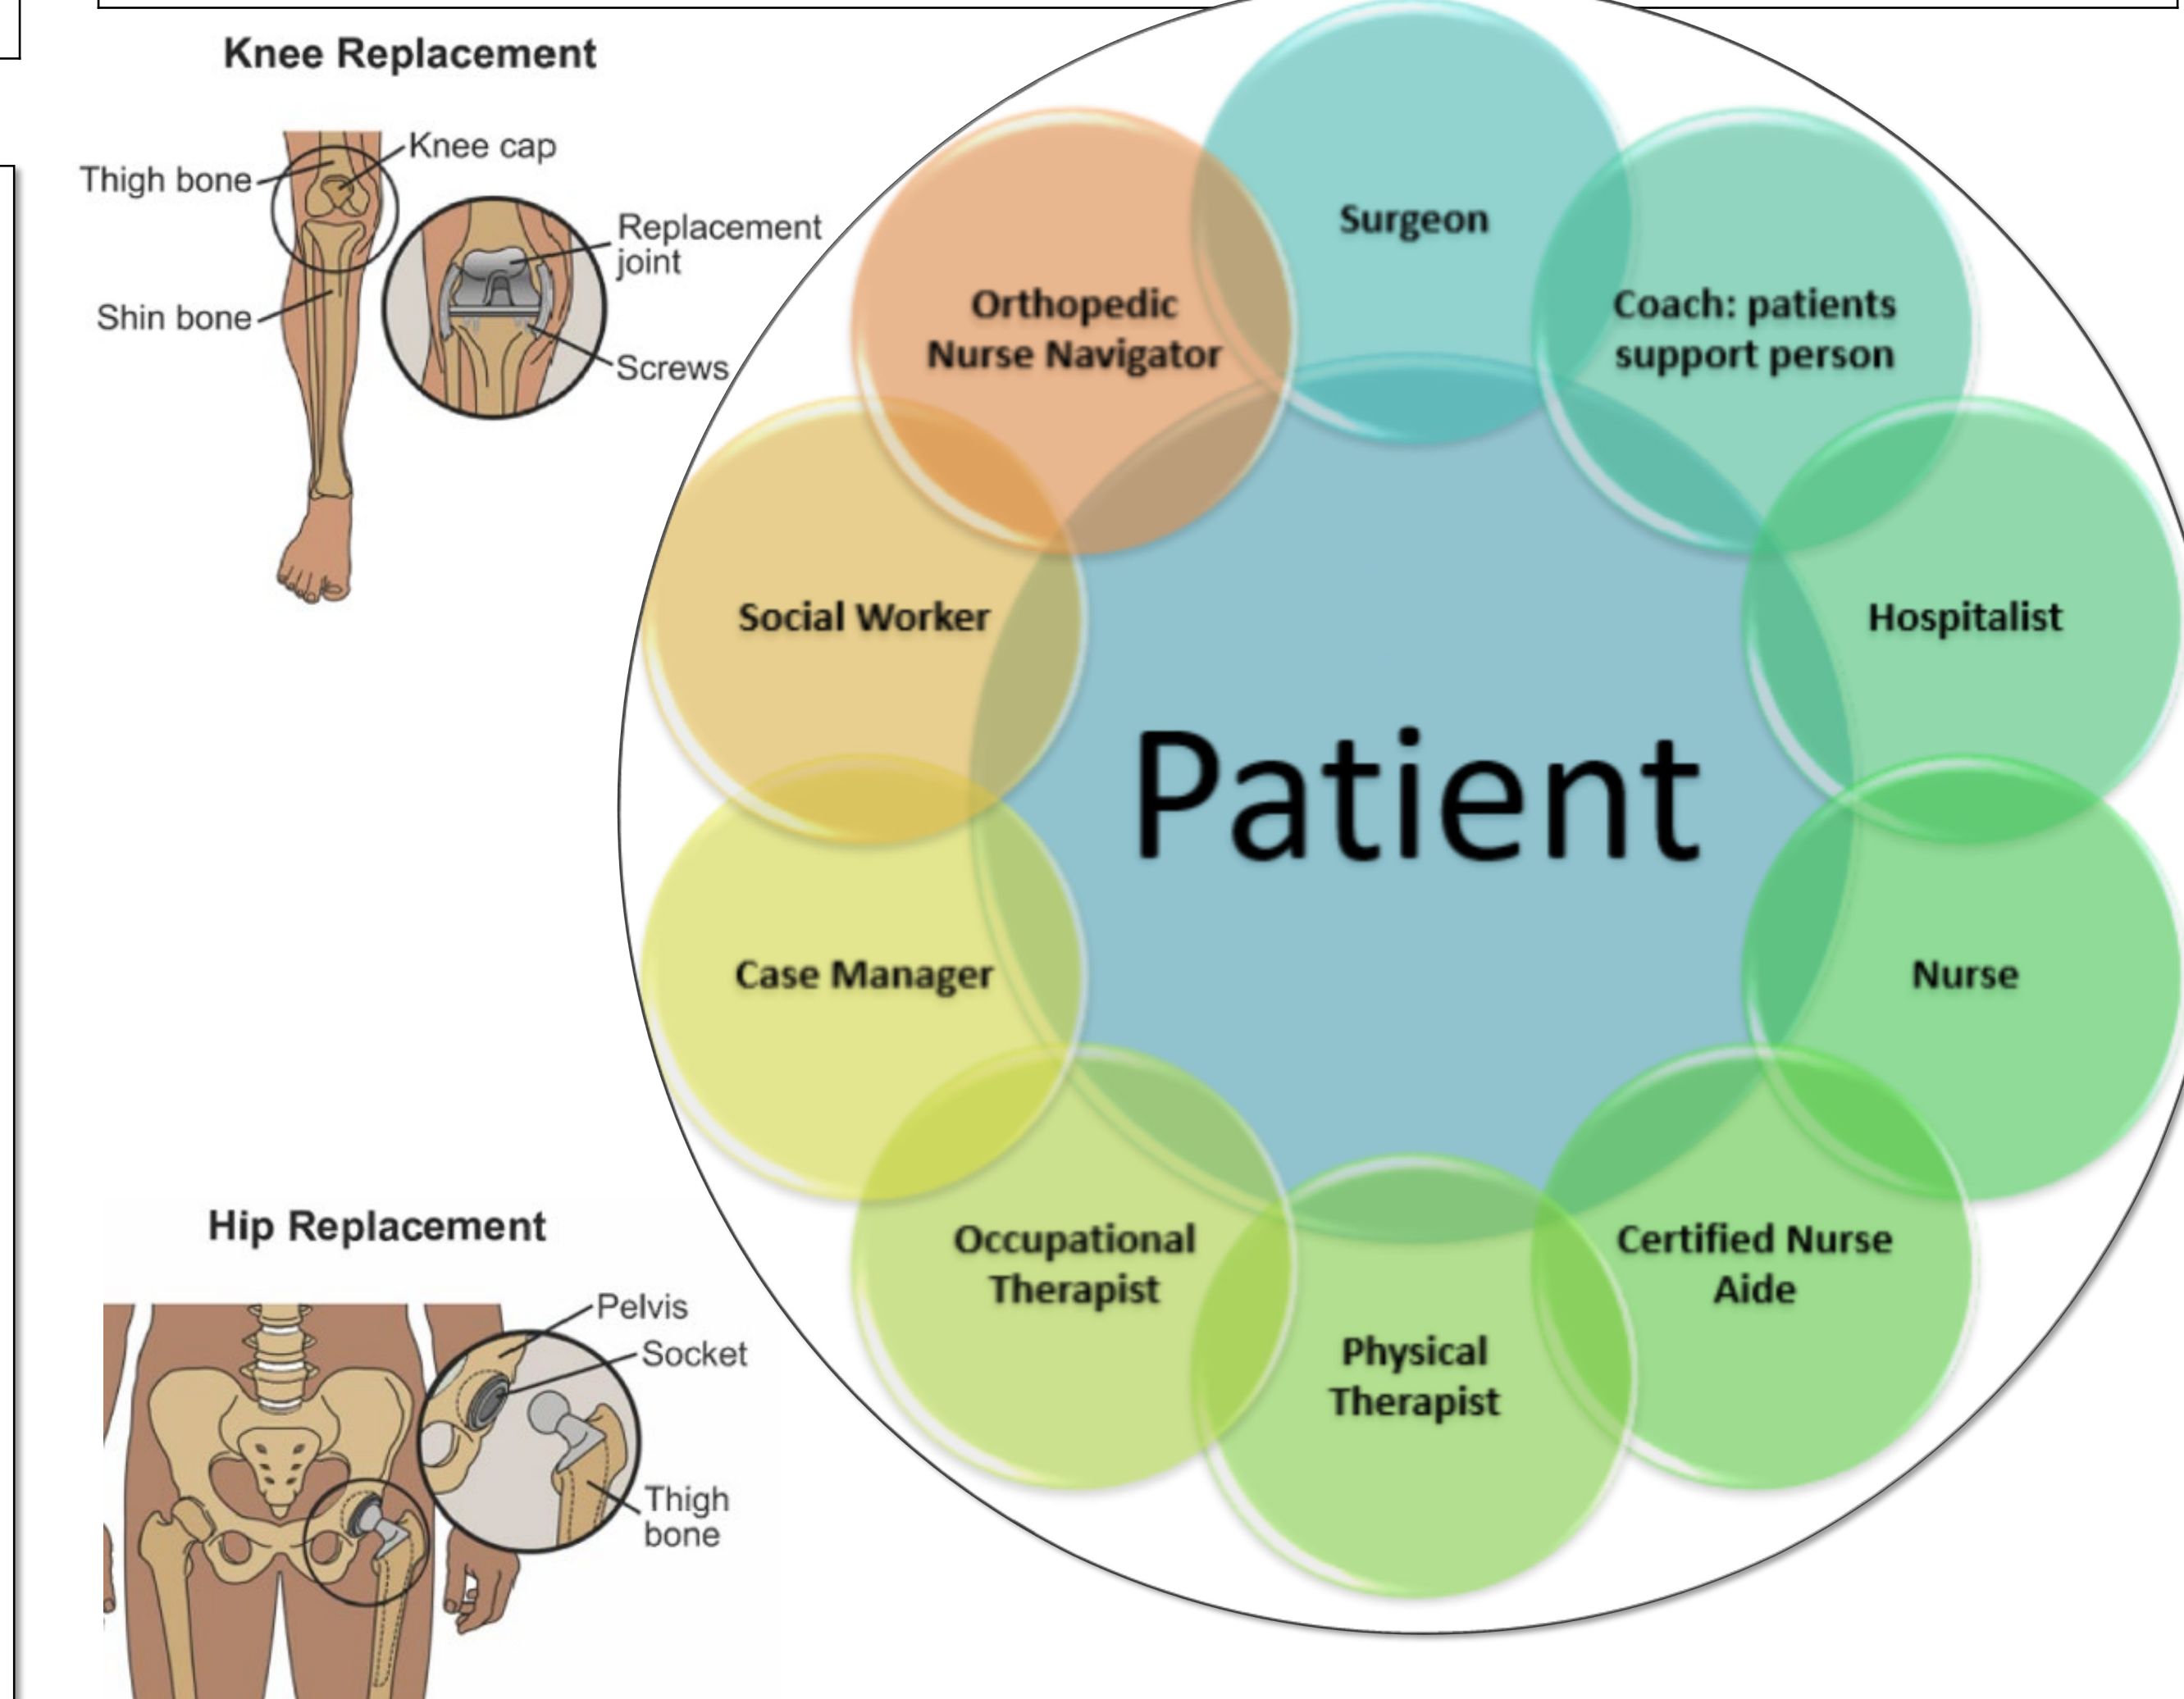 Knee Replacement
Knee cap
Thigh bone
Replacement
joint
Shin bone
Screws
Hip Replacement
Pelvis
Socket
Thigh
bone
Surgeon
Coach: patients
support person
Hospitalist
Nurse
Certified Nurse
Aide
Physical
Therapist
Occupational
Therapist
Case Manager
Social Worker
Orthopedic
Nurse Navigator
Patient